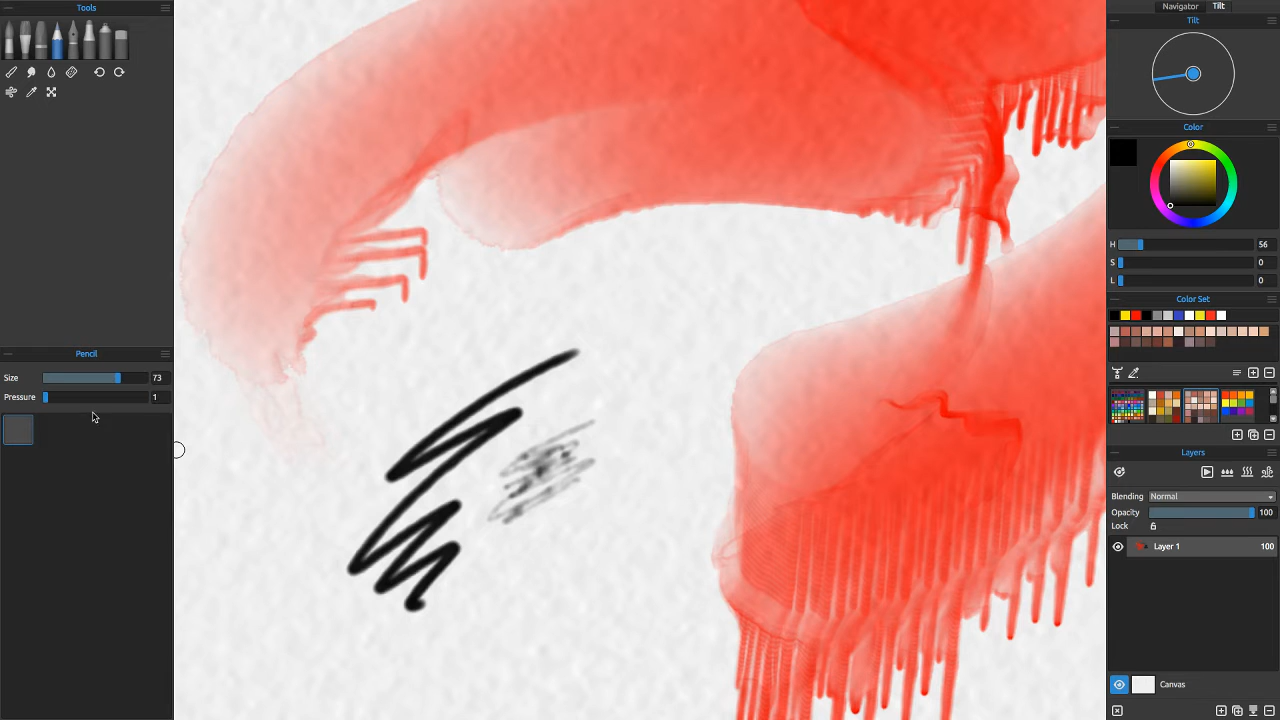 Tools
Pencil
Size 73
Pressure 1
Navigator Tilt
Tilt
Color
H 56
S 0
L 0
Color Set
Layers
Blending Normal
Opacity 100
Lock
Layer 1 100
Canvas